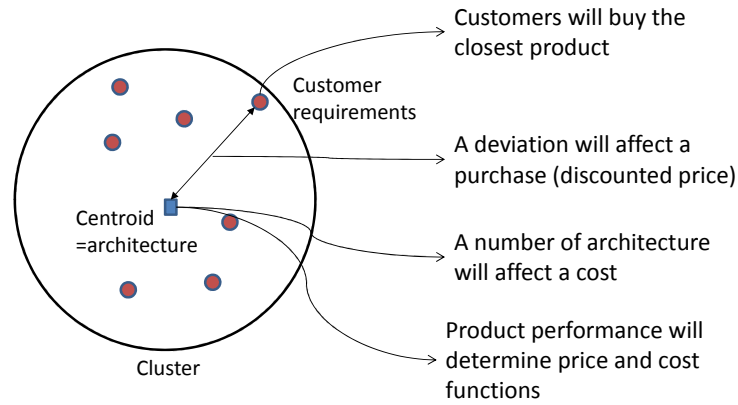 Customers will buy the
closest product
Customer
requirements
A deviation will affect a
purchase (discounted price)
Centroid
=architecture
A number of architecture
will affect a cost
Product performance will
determine price and cost
functions
Cluster